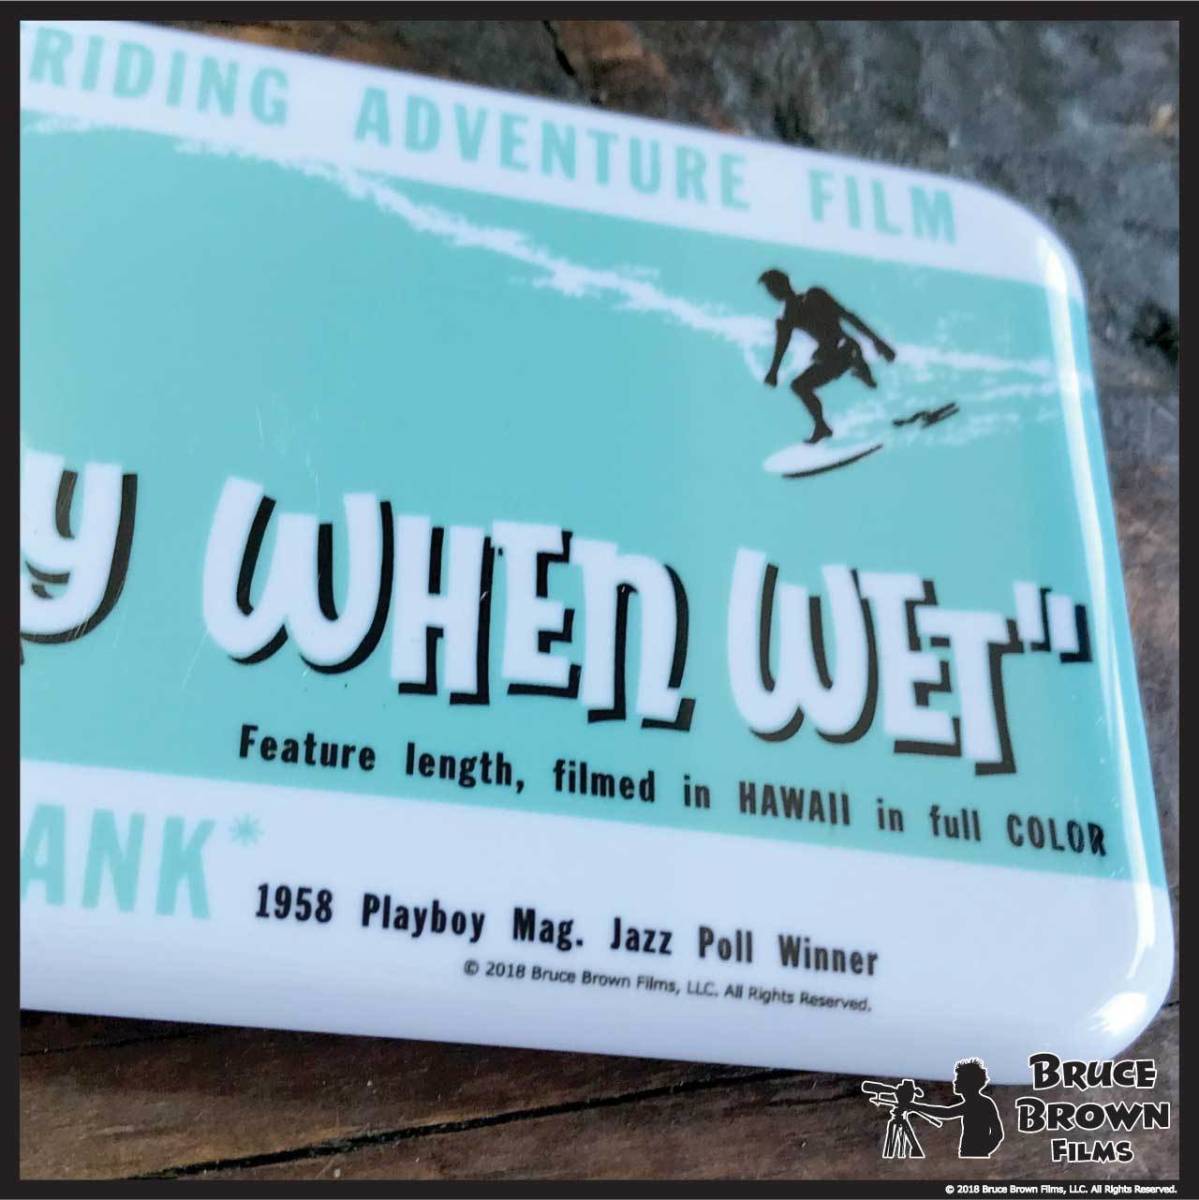 RIDING ADVENTURE FILM
y WHEN WET"
Feature length, filmed in HAWAII in full COLOR
ANK*
1958 Playboy Mag. Jazz Poll Winner
© 2018 Bruce Brown Films, LLC. All Rights Reserved.
BRUCE
BROWN
FILMS
© 2018 Bruce Brown Films, LLC. All Rights Reserved.